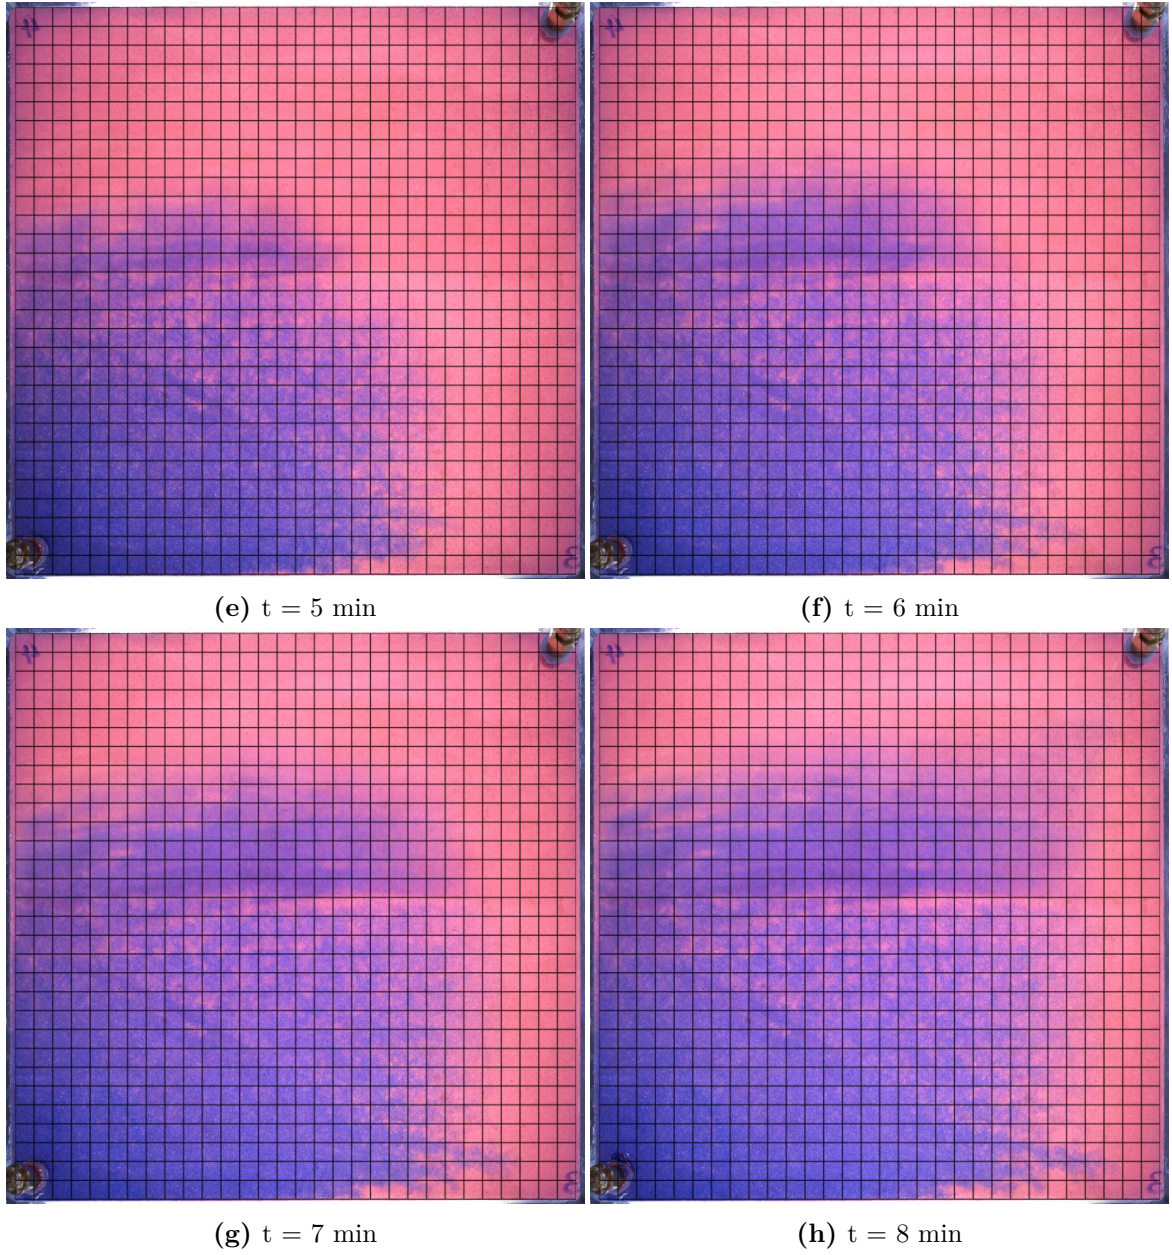 (e) t = 5 min
(f) t = 6 min
(g) t = 7 min
(h) t = 8 min